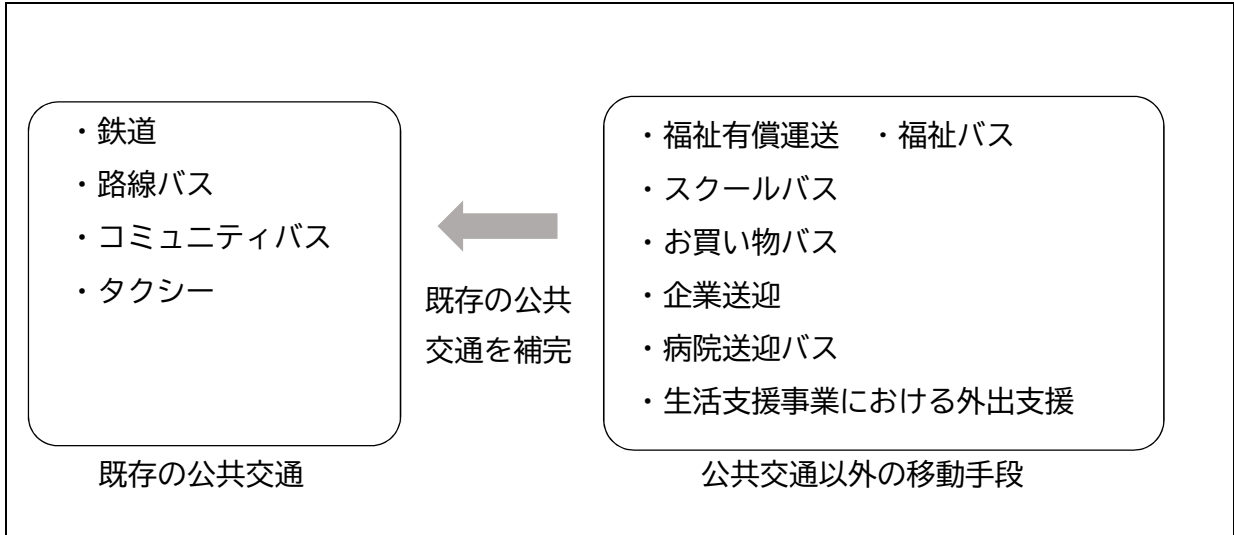 ・鉄道
・路線バス
・コミュニティバス
・タクシー
既存の公共交通
既存の公共
交通を補完
・福祉有償運送　・福祉バス
・スクールバス
・お買い物バス
・企業送迎
・病院送迎バス
・生活支援事業における外出支援
公共交通以外の移動手段